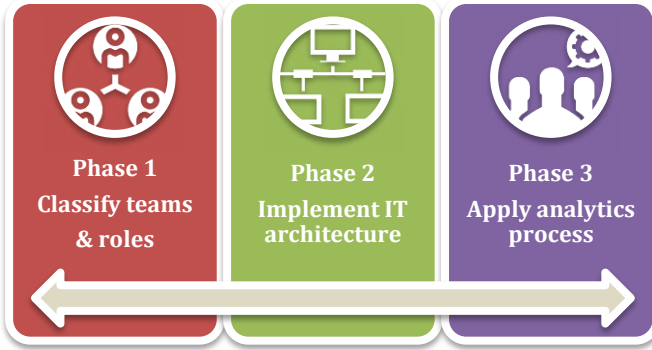 Phase 1
Classify teams
& roles
Phase 2
Implement IT
architecture
Phase 3
Apply analytics
process